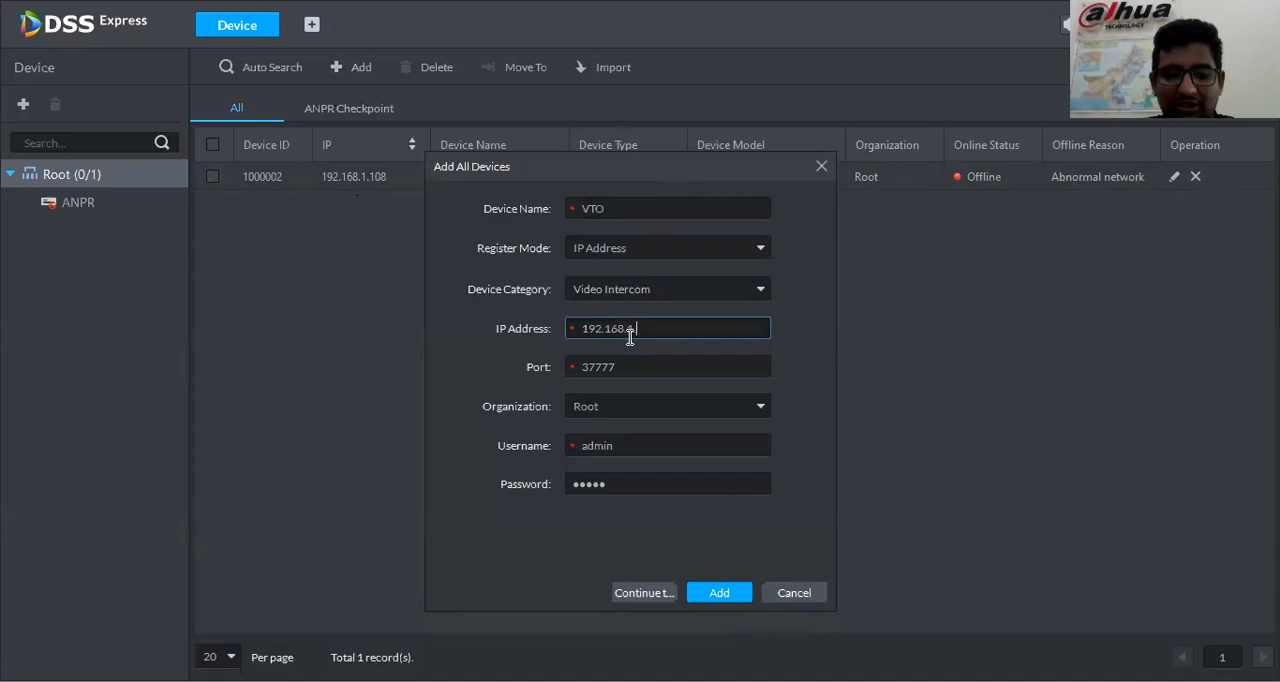 DSS Express
Device
alhua
TECHNOLOGY
Device
Auto Search
Add
Delete
Move To
Import
All
ANPR Checkpoint
Search...
Device ID
IP
Device Name
Device Type
Device Model
Organization
Online Status
Offline Reason
Operation
Root (0/1)
1000002
192.168.1.108
Root
Offline
Abnormal network
ANPR
Add All Devices
Device Name:
* VTO
Register Mode:
IP Address
Device Category:
Video Intercom
IP Address:
* 192.168.
Port:
* 37777
Organization:
Root
Username:
* admin
Password:
•••••
Continue t...
Add
Cancel
20
Per page
Total 1 record(s).
1